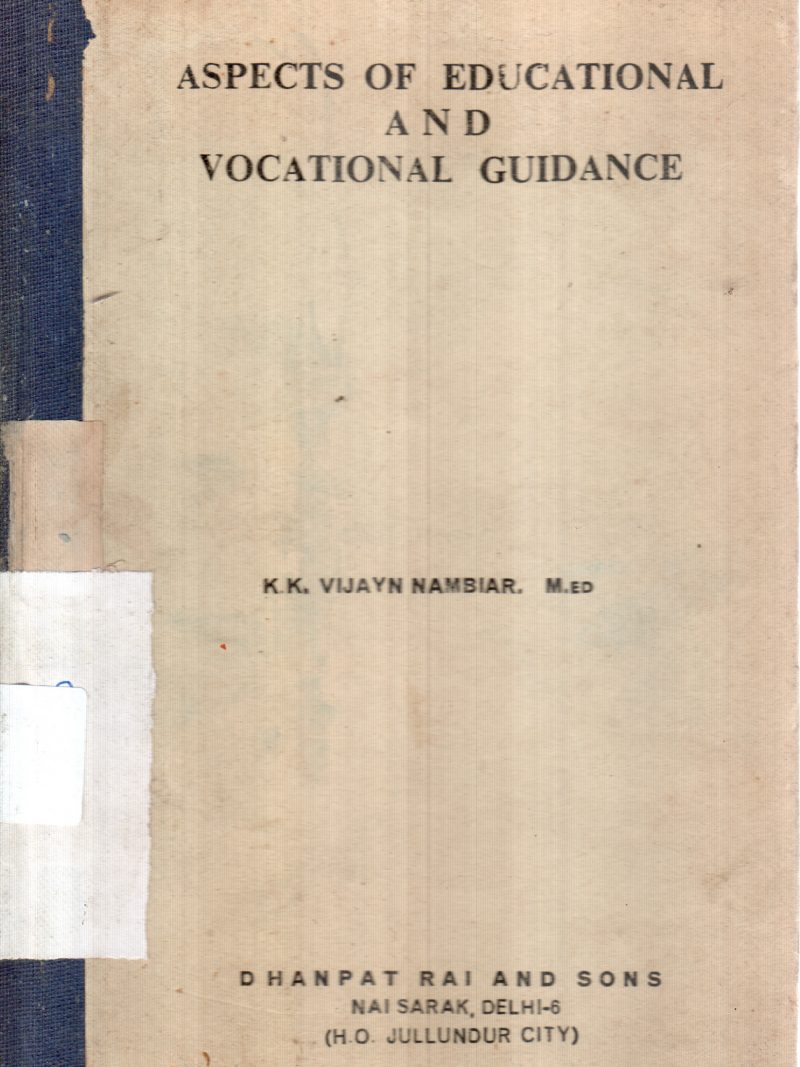 ASPECTS OF EDUCATIONAL
AND
VOCATIONAL GUIDANCE
K.K. VIJAYN NAMBIAR. M.ED
DHANPAT RAI AND SONS
NAI SARAK, DELHI-6
(H.O. JULLUNDUR CITY)